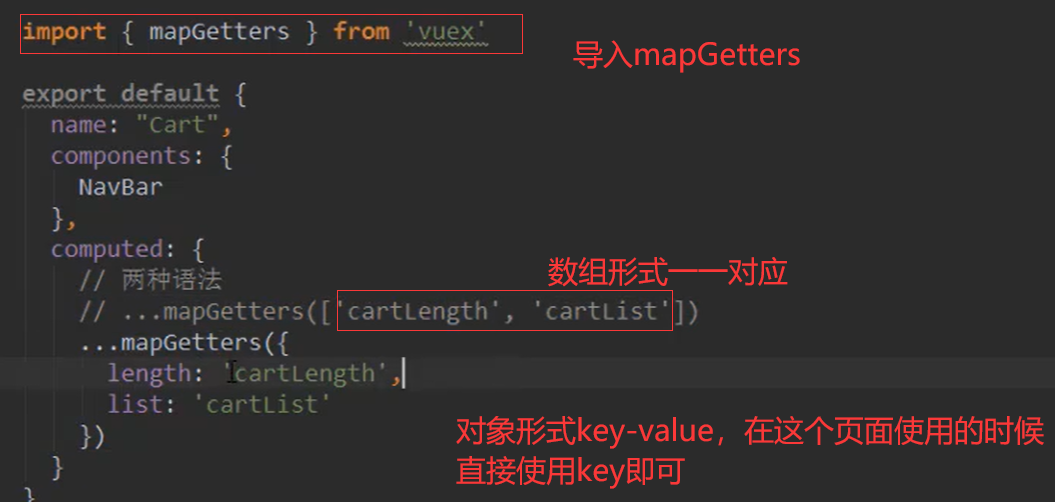 import { mapGetters } from 'vuex'
导入mapGetters
export default {
name: "Cart",
components: {
NavBar
},
computed: {
// 两种语法
数组形式一一对应
// ...mapGetters(['cartLength', 'cartList'])
...mapGetters({
length: 'cartLength',
list: 'cartList'
})
对象形式key-value，在这个页面使用的时候
直接使用key即可
}
}